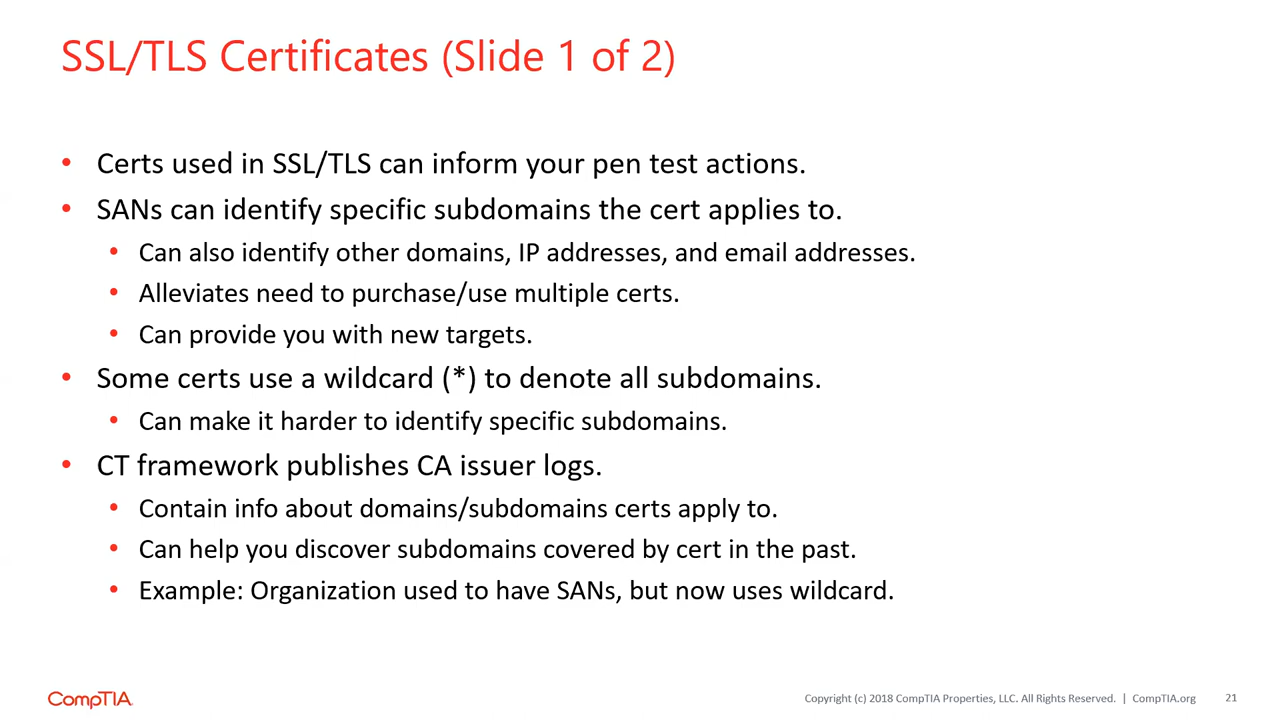 SSL/TLS Certificates (Slide 1 of 2)
• Certs used in SSL/TLS can inform your pen test actions.
• SANs can identify specific subdomains the cert applies to.
• Can also identify other domains, IP addresses, and email addresses.
• Alleviates need to purchase/use multiple certs.
• Can provide you with new targets.
• Some certs use a wildcard (*) to denote all subdomains.
• Can make it harder to identify specific subdomains.
• CT framework publishes CA issuer logs.
• Contain info about domains/subdomains certs apply to.
• Can help you discover subdomains covered by cert in the past.
• Example: Organization used to have SANs, but now uses wildcard.
CompTIA. Copyright (c) 2018 CompTIA Properties, LLC. All Rights Reserved. | CompTIA.org 21